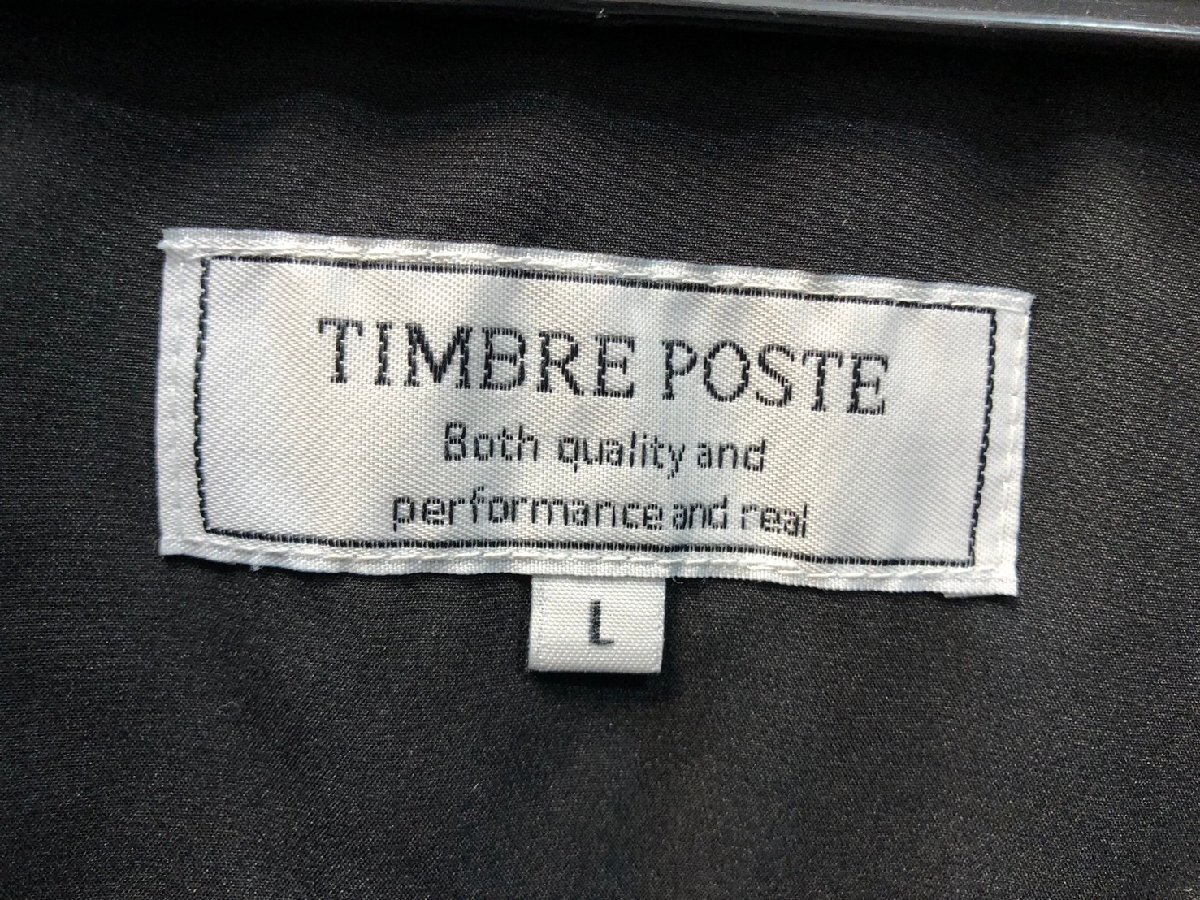 TIMBRE POSTE
Both quality and
performance and real
L